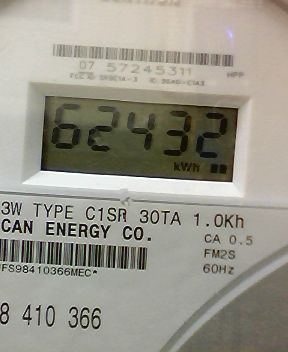 07 57245311 HPP
62432
kWh
3W TYPE C1SR 30TA 1.0Kh
CAN ENERGY CO.
CA 0.5
FM2S
*FS98410366MEC*
60Hz
8 410 366